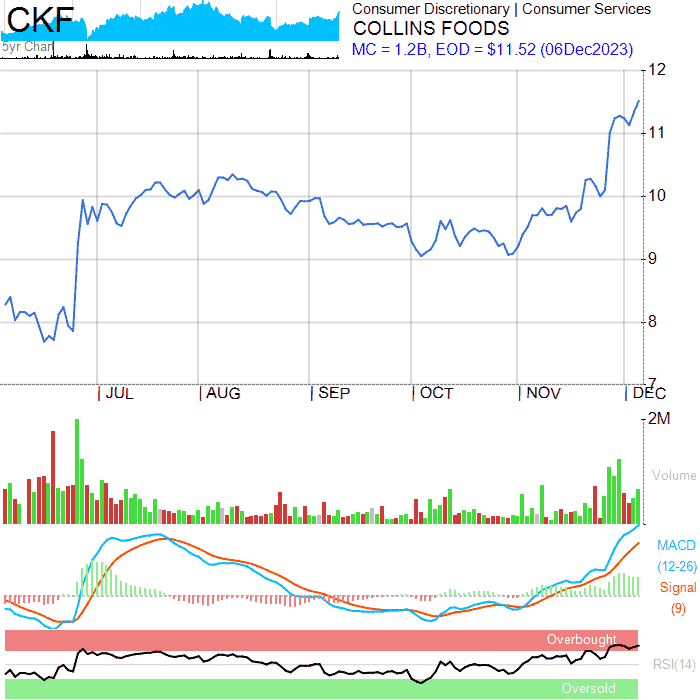 CKF
5yr Chart
Consumer Discretionary | Consumer Services
COLLINS FOODS
MC = 1.2B, EOD = $11.52 (06Dec2023)
12
11
10
9
8
7
JUL AUG SEP OCT NOV DEC
2M
Volume
MACD
(12-26)
Signal
(9)
Overbought
RSI(14)
Oversold